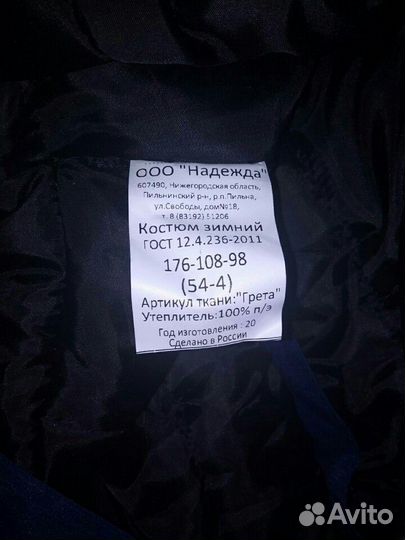 ООО "Надежда"
607490, Нижегородская область,
Пильнинский р-н, р.п.Пильна,
ул.Свободы, дом№18,
т. 8 (83192) 51206
Костюм зимний
ГОСТ 12.4.236-2011
176-108-98
(54-4)
Артикул ткани:"Грета"
Утеплитель:100% п/э
Год изготовления : 20
Сделано в России
Avito